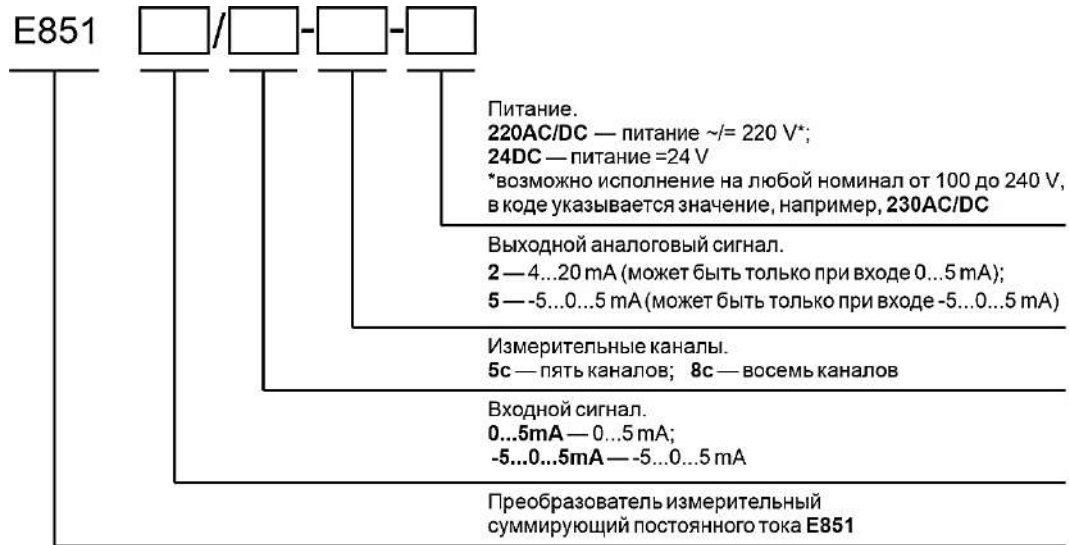 E851 / - -
Питание.
220AC/DC — питание ~/= 220 V*;
24DC — питание =24 V
*возможно исполнение на любой номинал от 100 до 240 V,
в коде указывается значение, например, 230AC/DC
Выходной аналоговый сигнал.
2 — 4...20 mA (может быть только при входе 0...5 mA);
5 — -5...0...5 mA (может быть только при входе -5...0...5 mA)
Измерительные каналы.
5с — пять каналов; 8с — восемь каналов
Входной сигнал.
0...5mA — 0...5 mA;
-5...0...5mA — -5...0...5 mA
Преобразователь измерительный
суммирующий постоянного тока E851